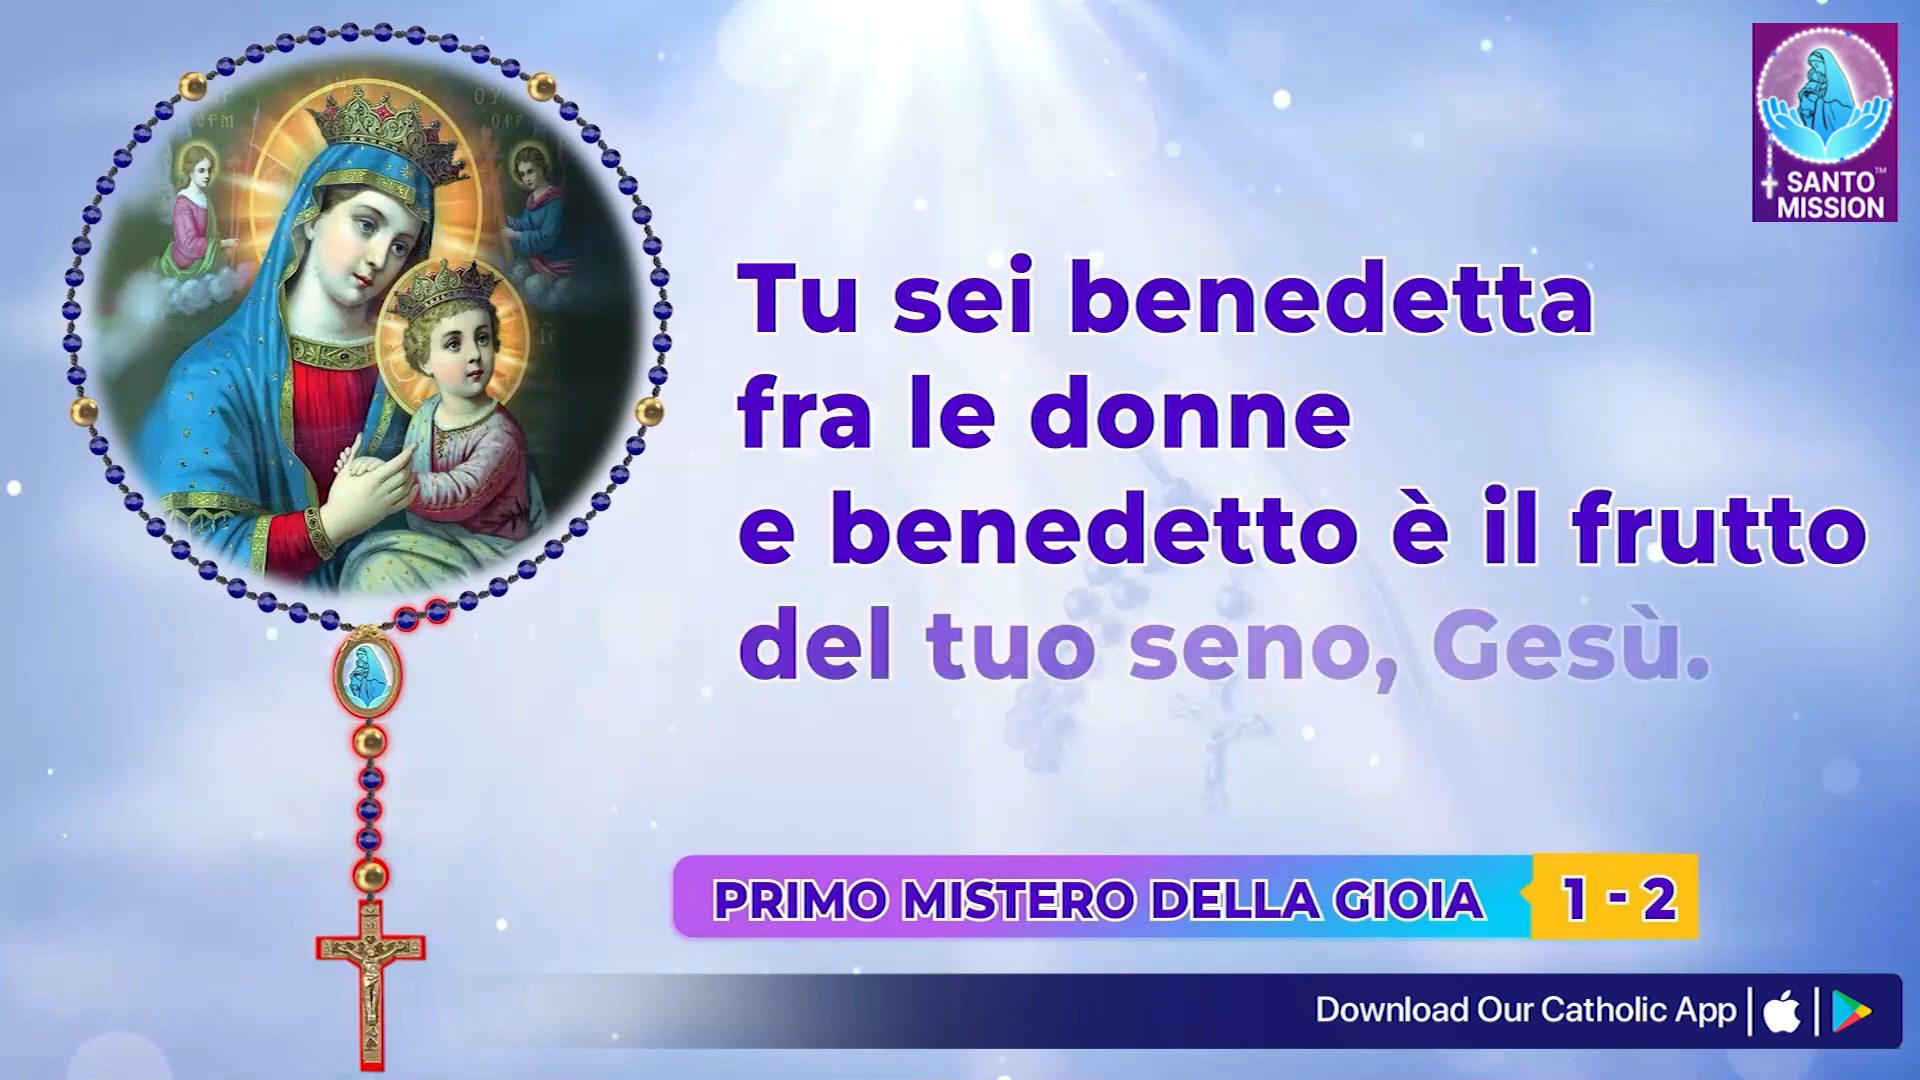 SANTO™
MISSION
Tu sei benedetta
fra le donne
e benedetto è il frutto
del tuo seno, Gesù.
PRIMO MISTERO DELLA GIOIA 1 - 2
Download Our Catholic App